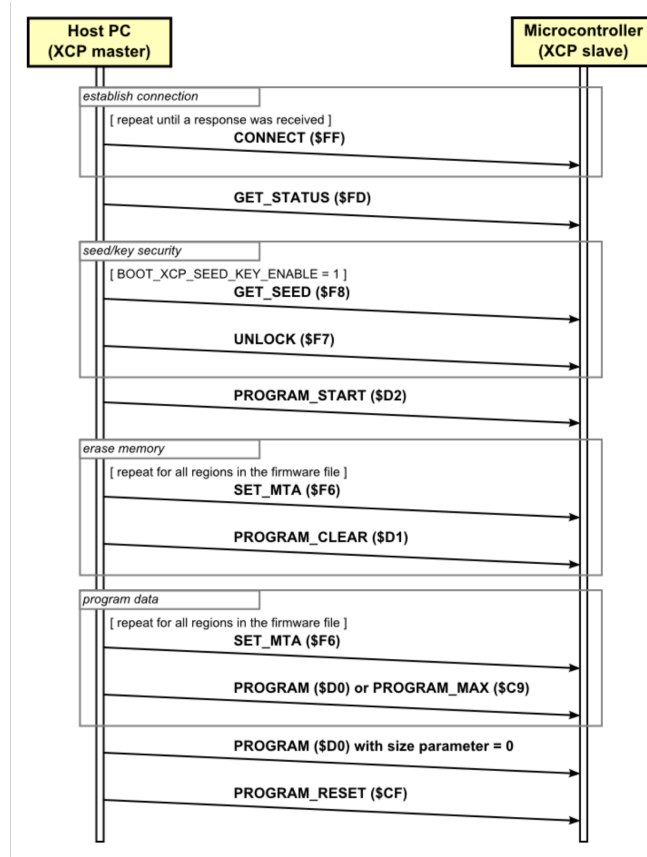 Host PC
(XCP master)
Microcontroller
(XCP slave)
establish connection
[ repeat until a response was received ]
CONNECT ($FF)
GET_STATUS ($FD)
seed/key security
[ BOOT_XCP_SEED_KEY_ENABLE = 1 ]
GET_SEED ($F8)
UNLOCK ($F7)
PROGRAM_START ($D2)
erase memory
[ repeat for all regions in the firmware file ]
SET_MTA ($F6)
PROGRAM_CLEAR ($D1)
program data
[ repeat for all regions in the firmware file ]
SET_MTA ($F6)
PROGRAM ($D0) or PROGRAM_MAX ($C9)
PROGRAM ($D0) with size parameter = 0
PROGRAM_RESET ($CF)